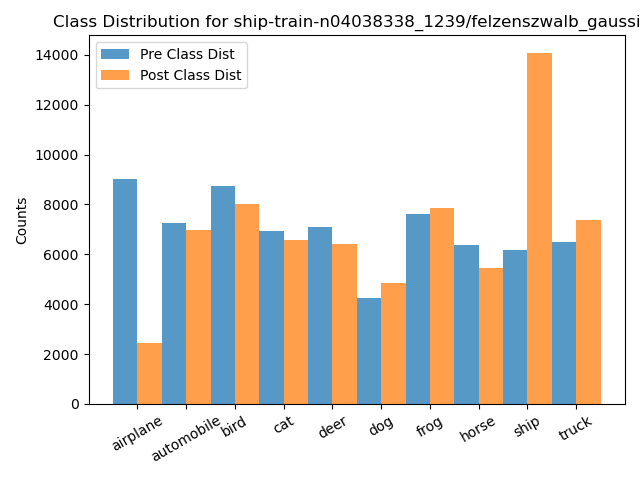 Class Distribution for ship-train-n04038338_1239/felzenszwalb_gaussi
Pre Class Dist
Post Class Dist
Counts
14000
12000
10000
8000
6000
4000
2000
0
airplane
automobile
bird
cat
deer
dog
frog
horse
ship
truck